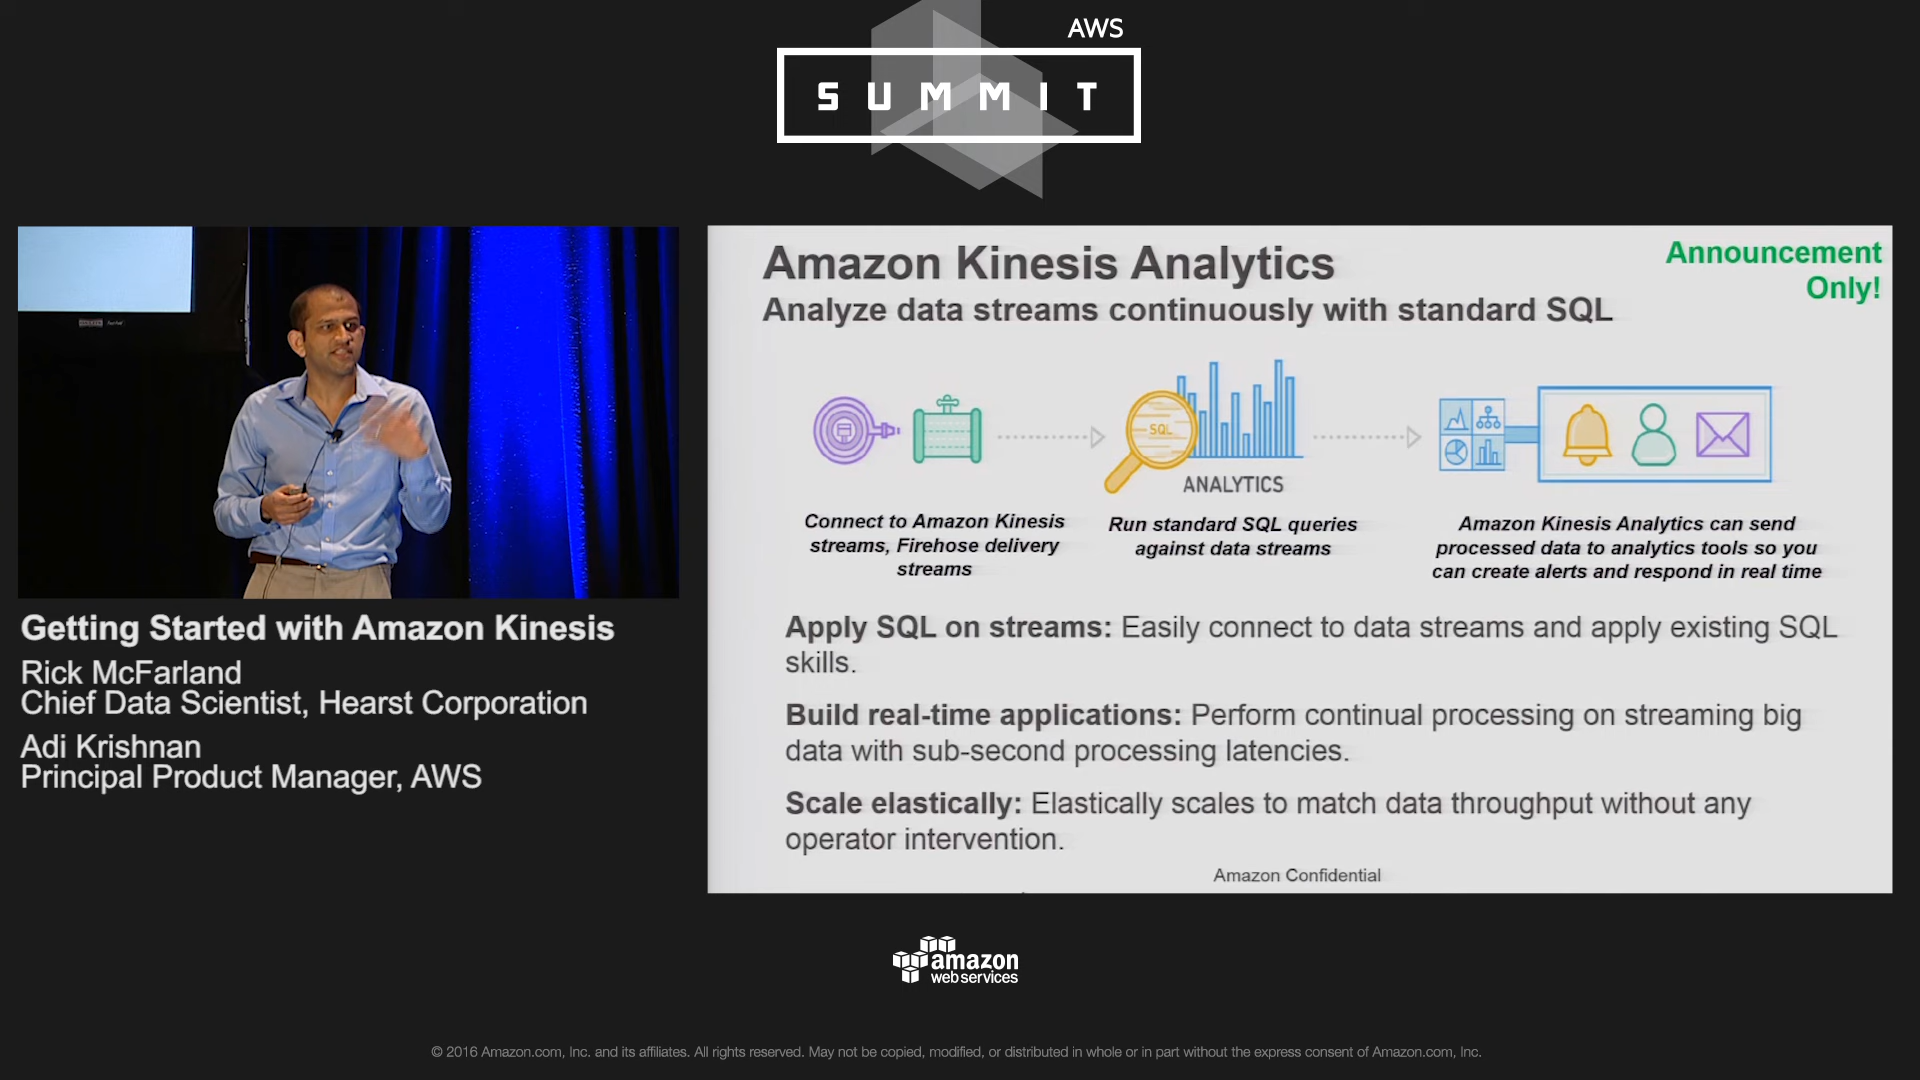 AWS
SUMMIT
Amazon Kinesis Analytics
Announcement
Only!
Analyze data streams continuously with standard SQL
SQL
ANALYTICS
Connect to Amazon Kinesis
streams, Firehose delivery
streams
Run standard SQL queries
against data streams
Amazon Kinesis Analytics can send
processed data to analytics tools so you
can create alerts and respond in real time
Apply SQL on streams: Easily connect to data streams and apply existing SQL
skills.
Build real-time applications: Perform continual processing on streaming big
data with sub-second processing latencies.
Scale elastically: Elastically scales to match data throughput without any
operator intervention.
Amazon Confidential
Getting Started with Amazon Kinesis
Rick McFarland
Chief Data Scientist, Hearst Corporation
Adi Krishnan
Principal Product Manager, AWS
amazon
webservices
© 2016 Amazon.com, Inc. and its affiliates. All rights reserved. May not be copied, modified, or distributed in whole or in part without the express consent of Amazon.com, Inc.